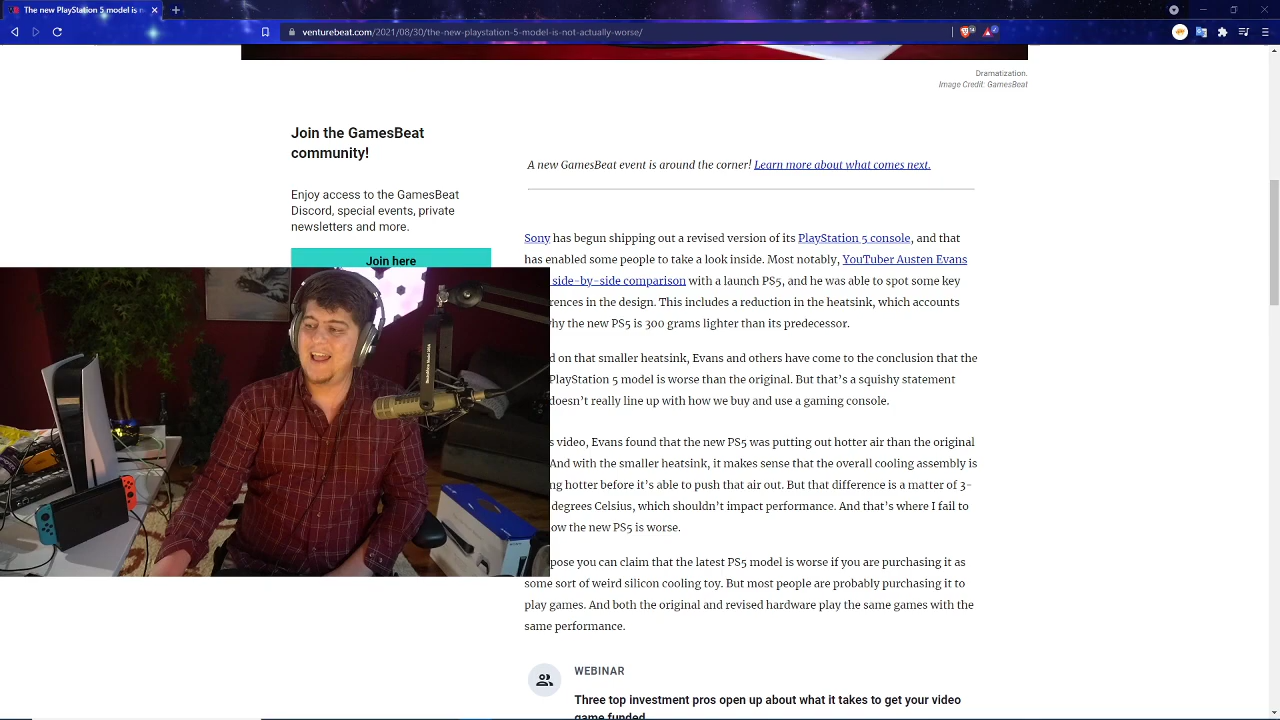 The new PlayStation 5 model is n
venturebeat.com/2021/08/30/the-new-playstation-5-model-is-not-actually-worse/
Dramatization.
Image Credit: GamesBeat
Join the GamesBeat
community!
Enjoy access to the GamesBeat
Discord, special events, private
newsletters and more.
Join here
A new GamesBeat event is around the corner! Learn more about what comes next.
Sony has begun shipping out a revised version of its PlayStation 5 console, and that
has enabled some people to take a look inside. Most notably, YouTuber Austen Evans
side-by-side comparison with a launch PS5, and he was able to spot some key
rences in the design. This includes a reduction in the heatsink, which accounts
hy the new PS5 is 300 grams lighter than its predecessor.
d on that smaller heatsink, Evans and others have come to the conclusion that the
PlayStation 5 model is worse than the original. But that's a squishy statement
doesn't really line up with how we buy and use a gaming console.
s video, Evans found that the new PS5 was putting out hotter air than the original
And with the smaller heatsink, it makes sense that the overall cooling assembly is
ng hotter before it's able to push that air out. But that difference is a matter of 3-
degrees Celsius, which shouldn't impact performance. And that's where I fail to
ow the new PS5 is worse.
pose you can claim that the latest PS5 model is worse if you are purchasing it as
some sort of weird silicon cooling toy. But most people are probably purchasing it to
play games. And both the original and revised hardware play the same games with the
same performance.
WEBINAR
Three top investment pros open up about what it takes to get your video
game funded